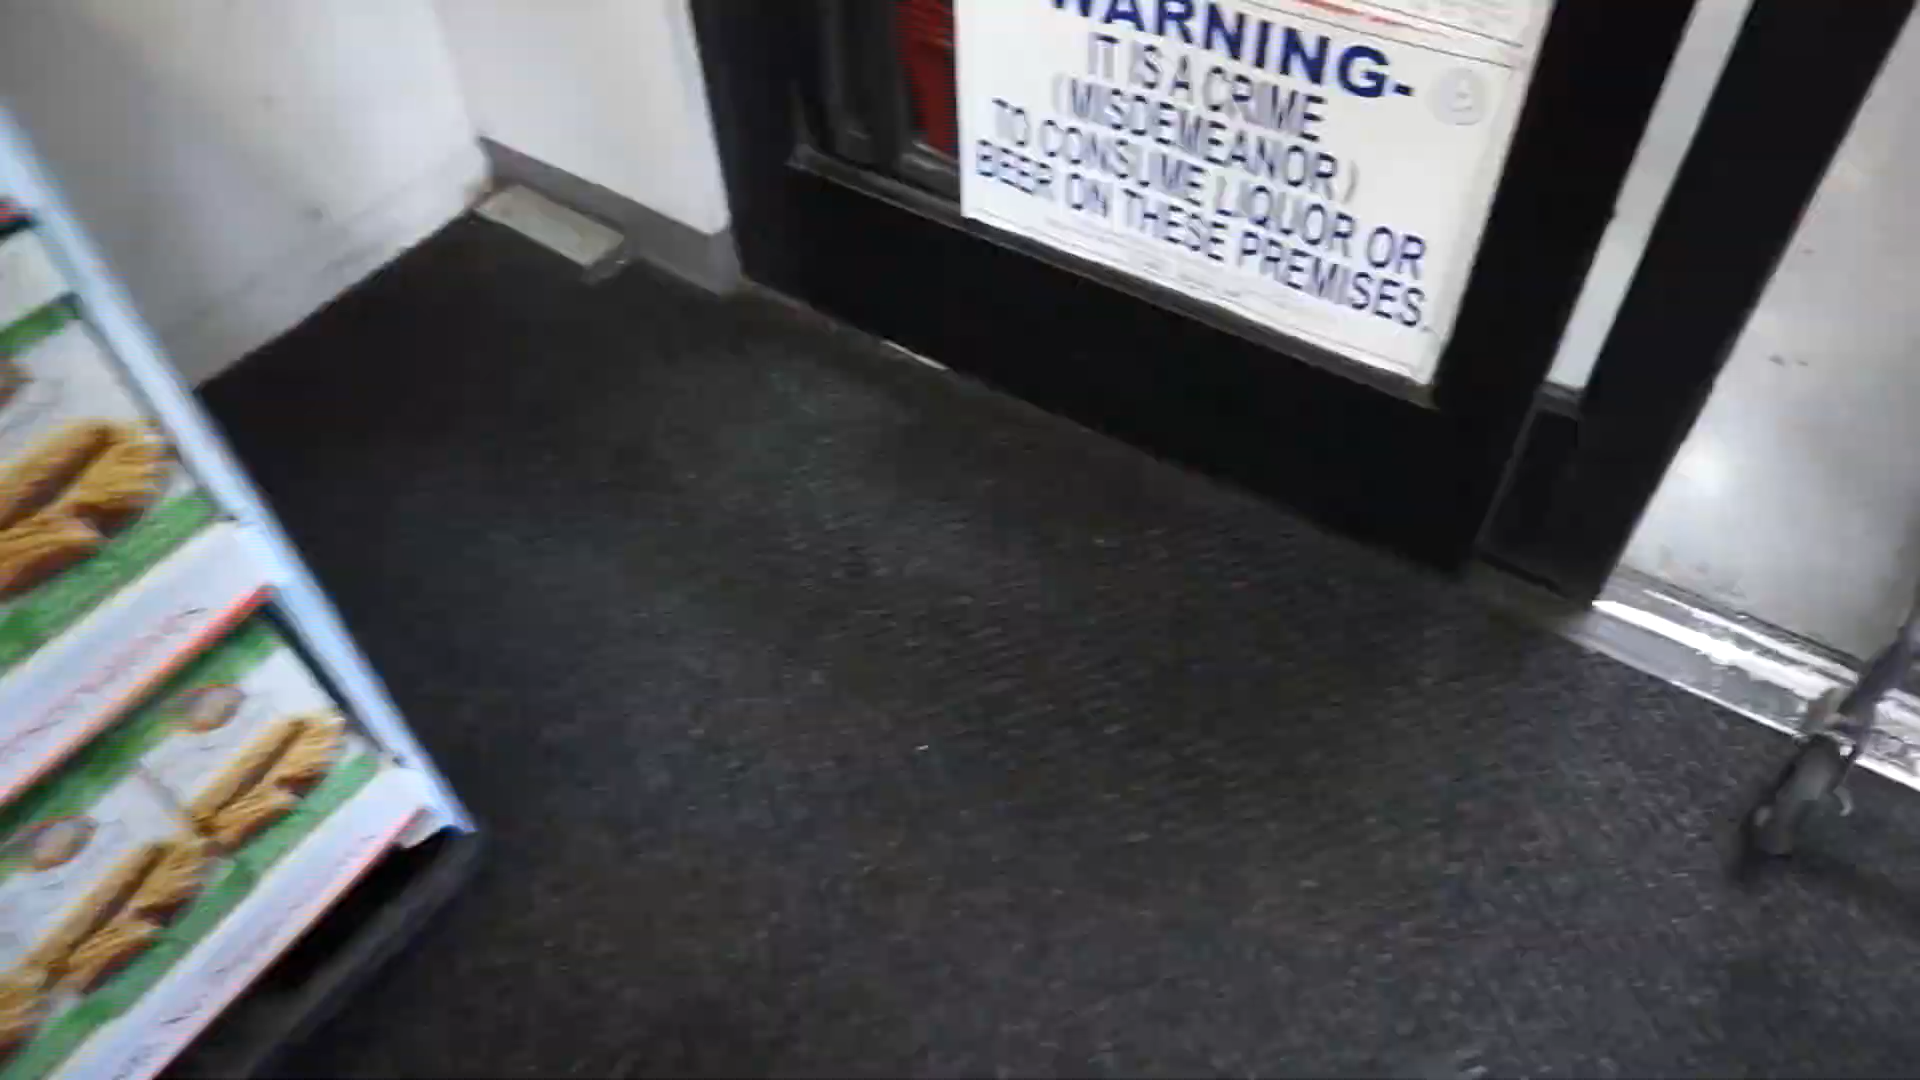 WARNING-
IT IS A CRIME
(MISDEMEANOR)
TO CONSUME LIQUOR OR
BEER ON THESE PREMISES.